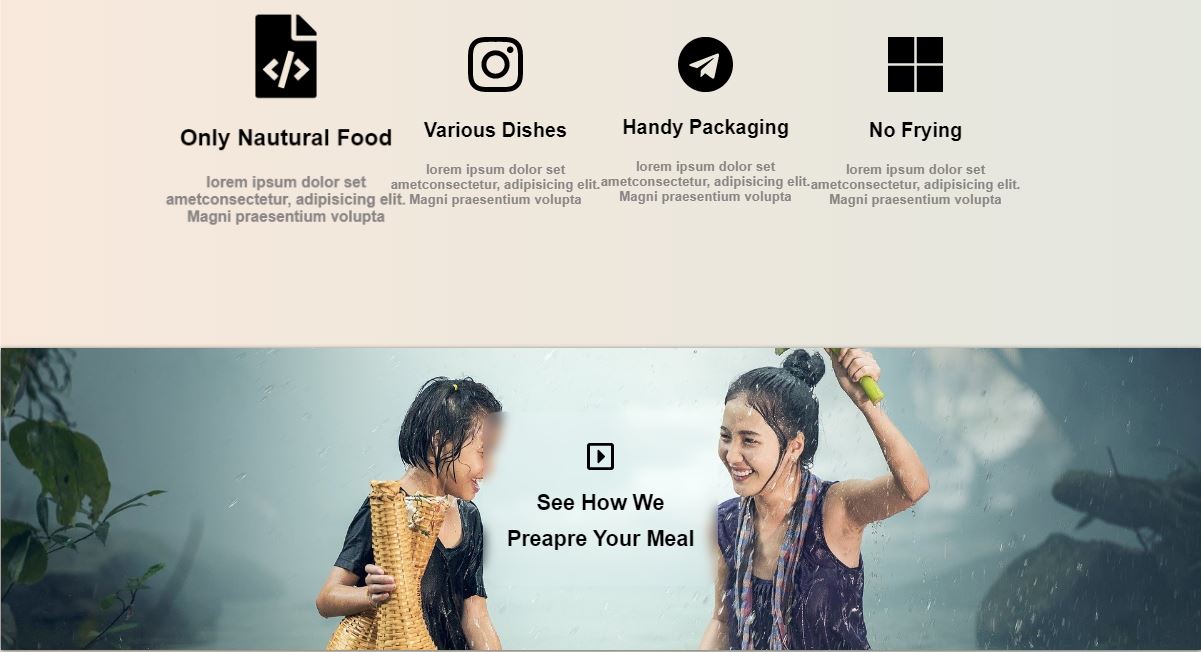 Only Nautural Food
lorem ipsum dolor set
ametconsectetur, adipisicing elit.
Magni praesentium volupta
Various Dishes
lorem ipsum dolor set
ametconsectetur, adipisicing elit.
Magni praesentium volupta
Handy Packaging
lorem ipsum dolor set
ametconsectetur, adipisicing elit.
Magni praesentium volupta
No Frying
lorem ipsum dolor set
ametconsectetur, adipisicing elit.
Magni praesentium volupta
See How We
Preapre Your Meal